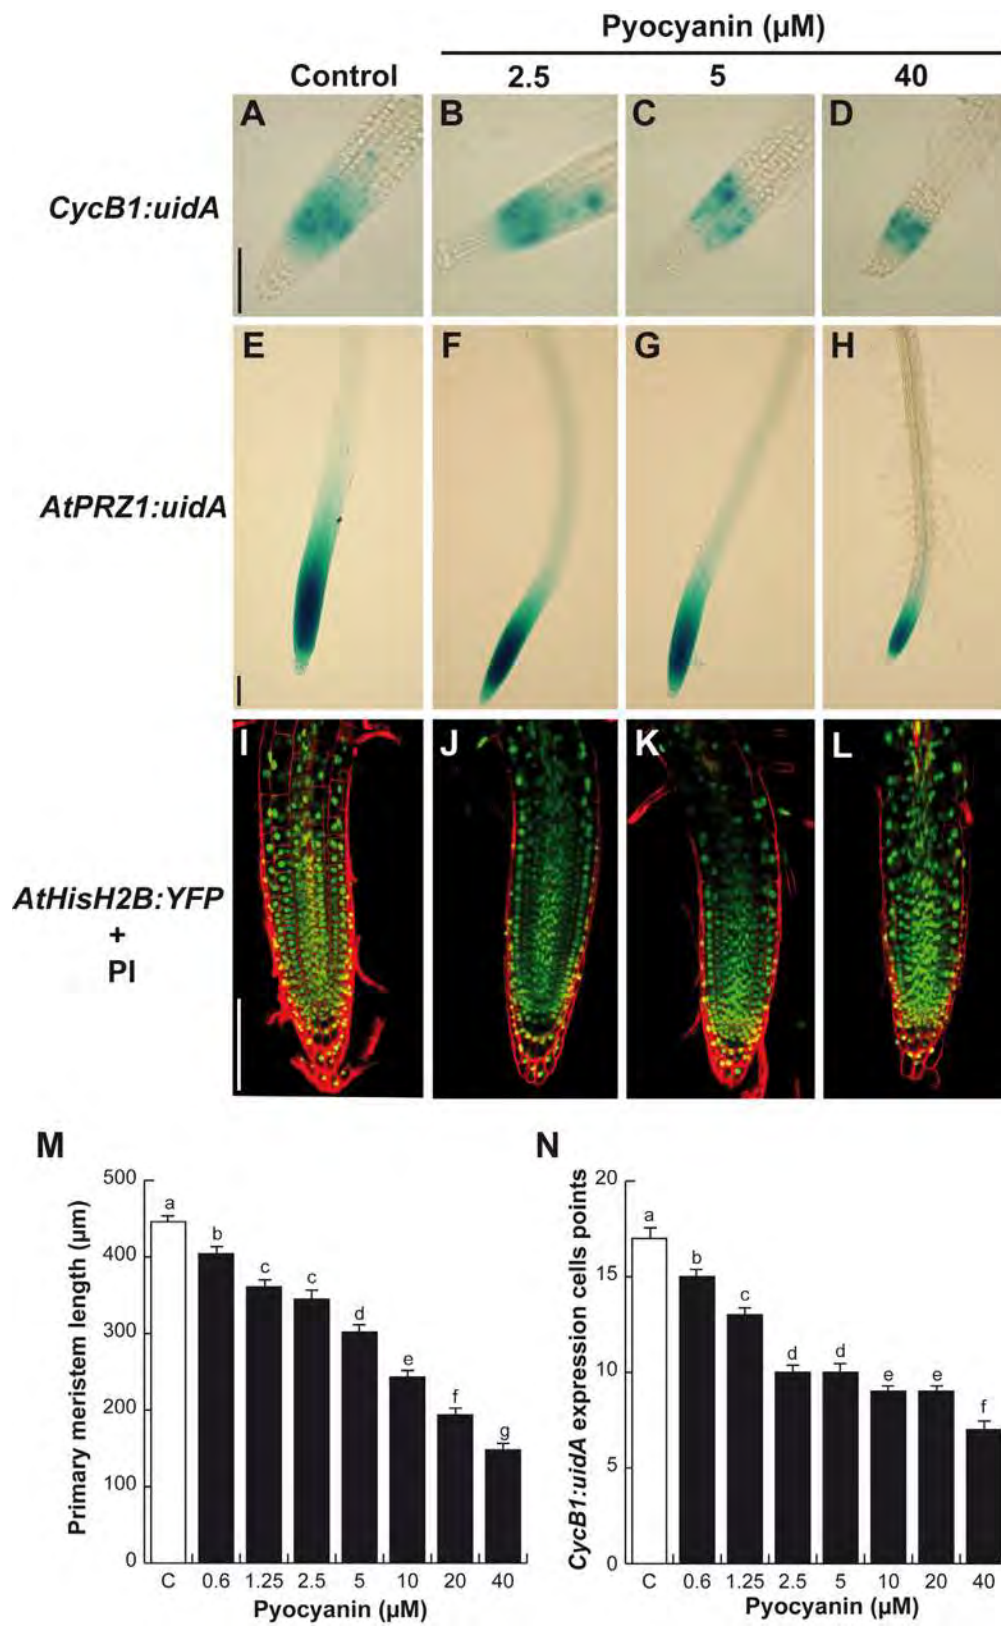 Pyocyanin (µM)
Control 2.5 5 40
A B C D
CycB1:uidA
E F G H
AtPRZ1:uidA
I J K L
AtHisH2B:YFP
+
PI
M
Primary meristem length (µm)
500
400
300
200
100
0
a
b
c
c
d
e
f
g
C 0.6 1.25 2.5 5 10 20 40
Pyocyanin (µM)
N
CycB1:uidA expression cells points
20
15
10
5
0
a
b
c
d
d
e
e
f
C 0.6 1.25 2.5 5 10 20 40
Pyocyanin (µM)